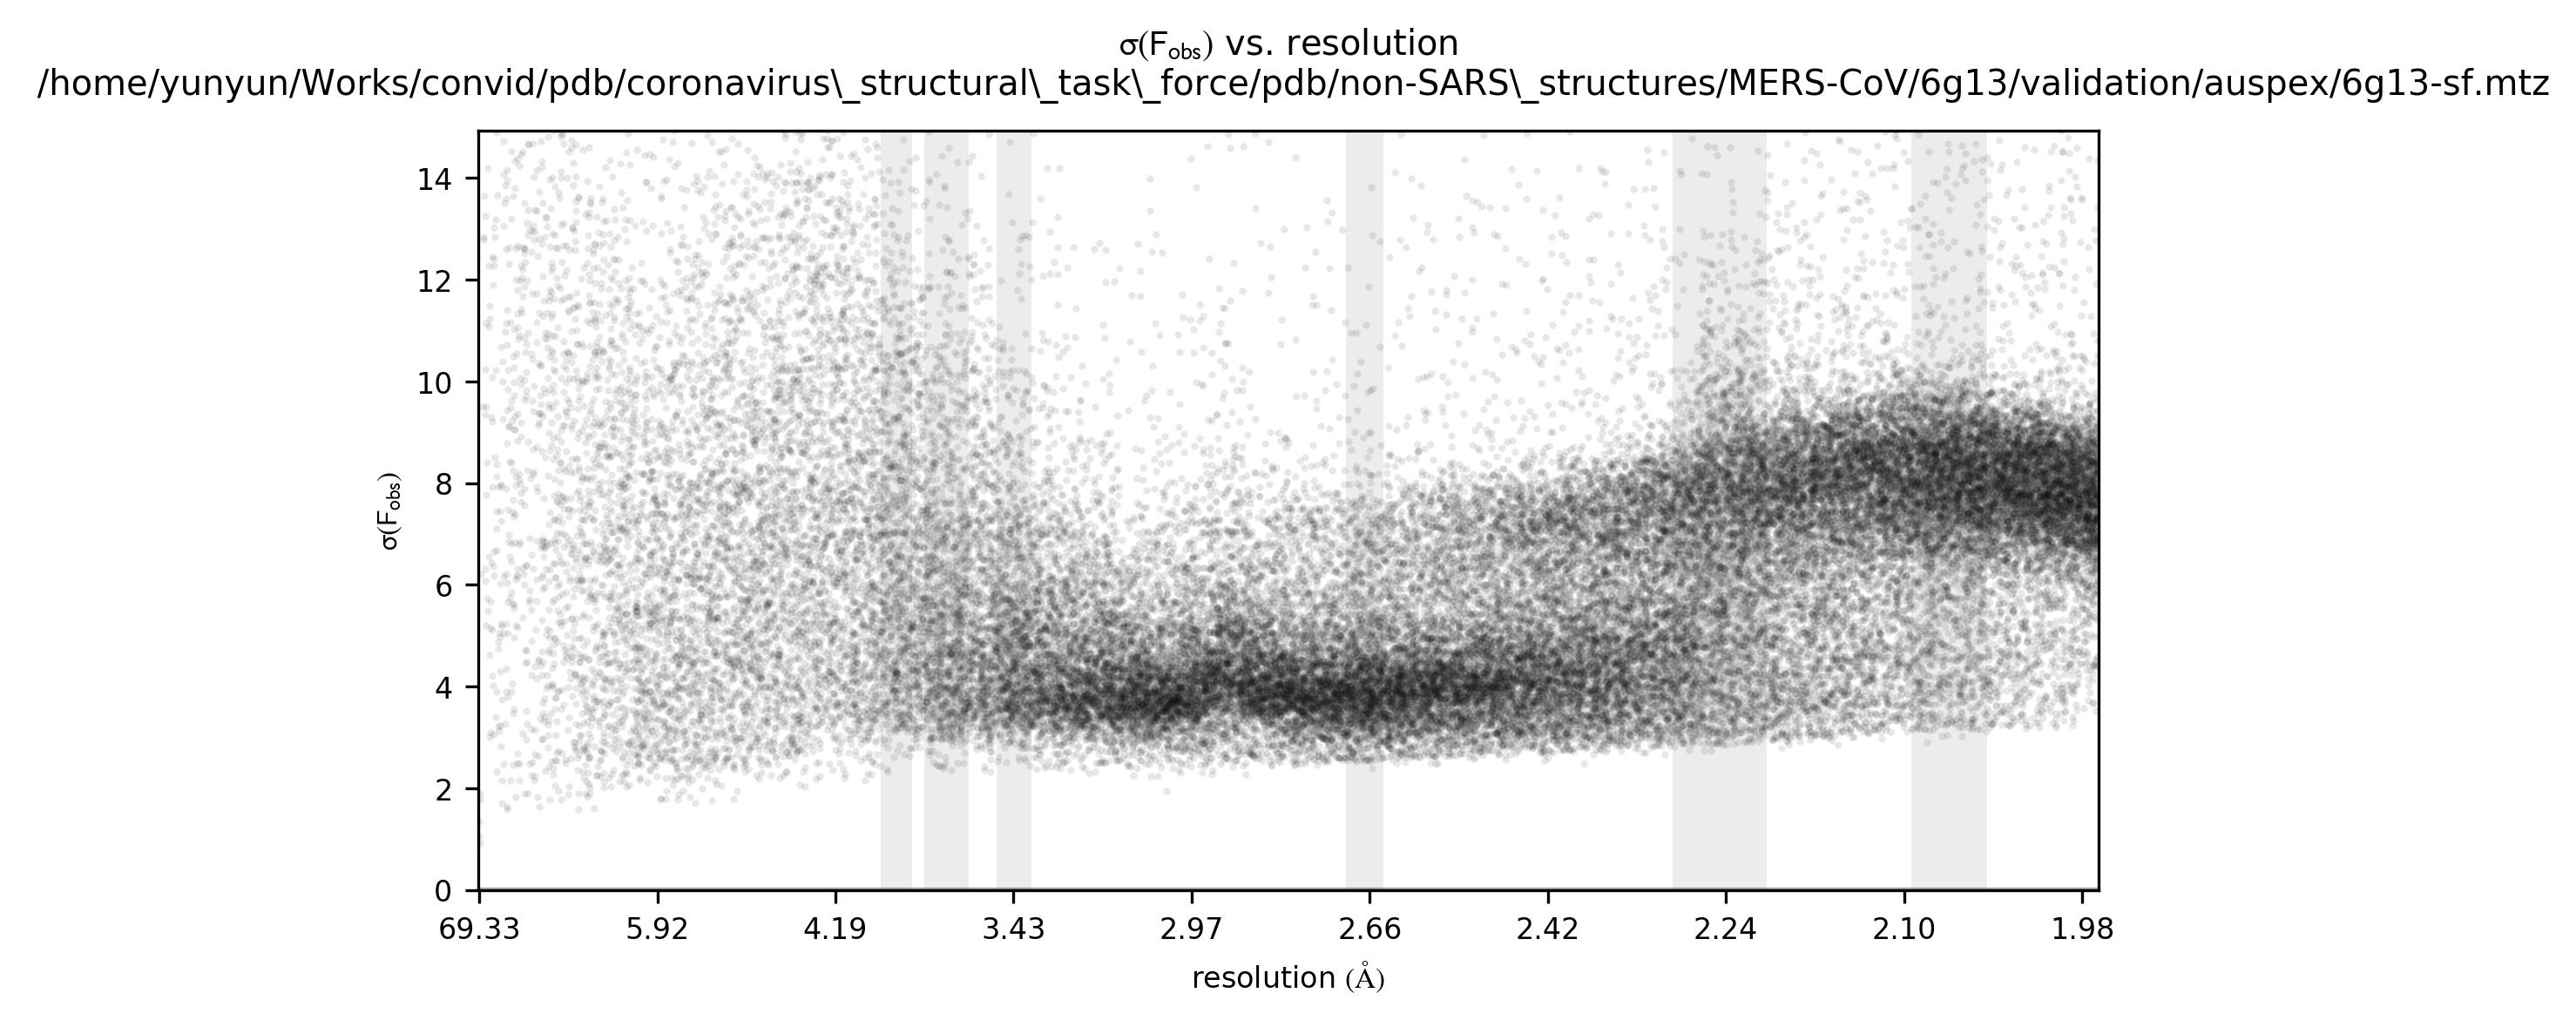 σ(Fobs) vs. resolution
/home/yunyun/Works/convid/pdb/coronavirus\_structural\_task\_force/pdb/non-SARS\_structures/MERS-CoV/6g13/validation/auspex/6g13-sf.mtz
14
12
10
8
6
4
2
0
σ(Fobs)
69.33 5.92 4.19 3.43 2.97 2.66 2.42 2.24 2.10 1.98
resolution (Å)